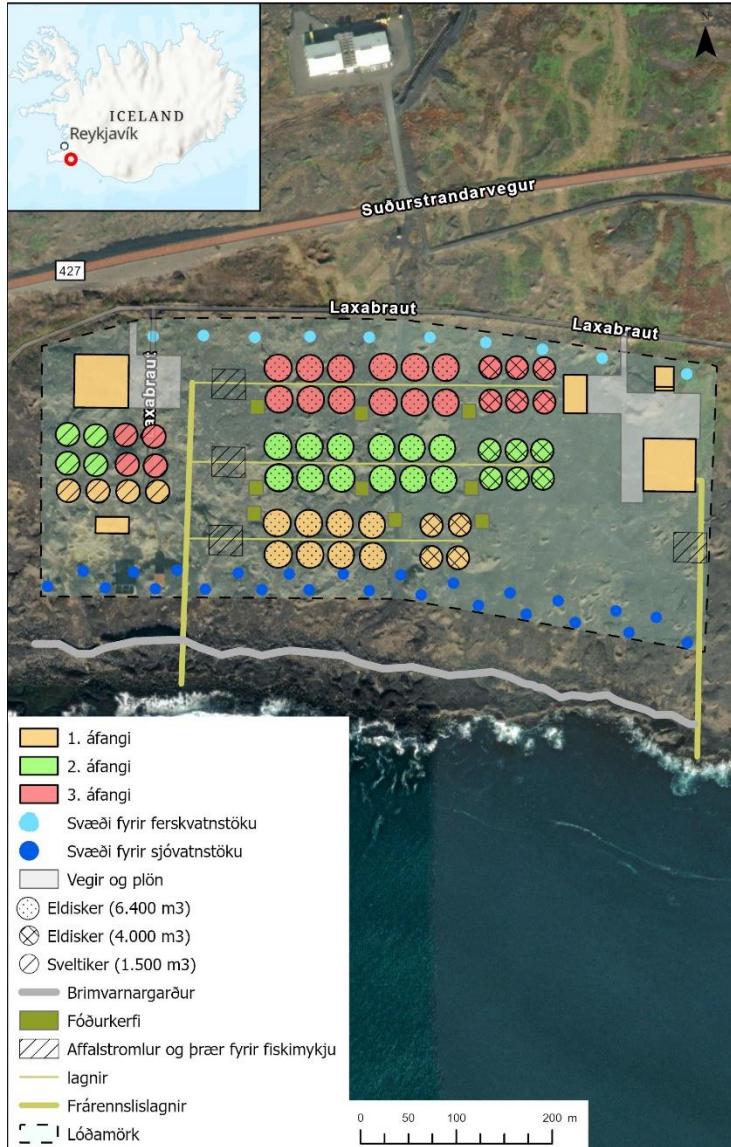 ICELAND
Reykjavík
N
Suðurstrandarvegur
427
Laxabraut
Laxabraut
Laxabraut
1. áfangi
2. áfangi
3. áfangi
Svæði fyrir ferskvatnstöku
Svæði fyrir sjóvatnstöku
Vegir og plön
Eldisker (6.400 m3)
Eldisker (4.000 m3)
Sveltiker (1.500 m3)
Brimvarnargarður
Fóðurkerfi
Affalstromlur og þrær fyrir fiskimykju
lagnir
Frárennslislagnir
Lóðamörk
0 50 100 200 m